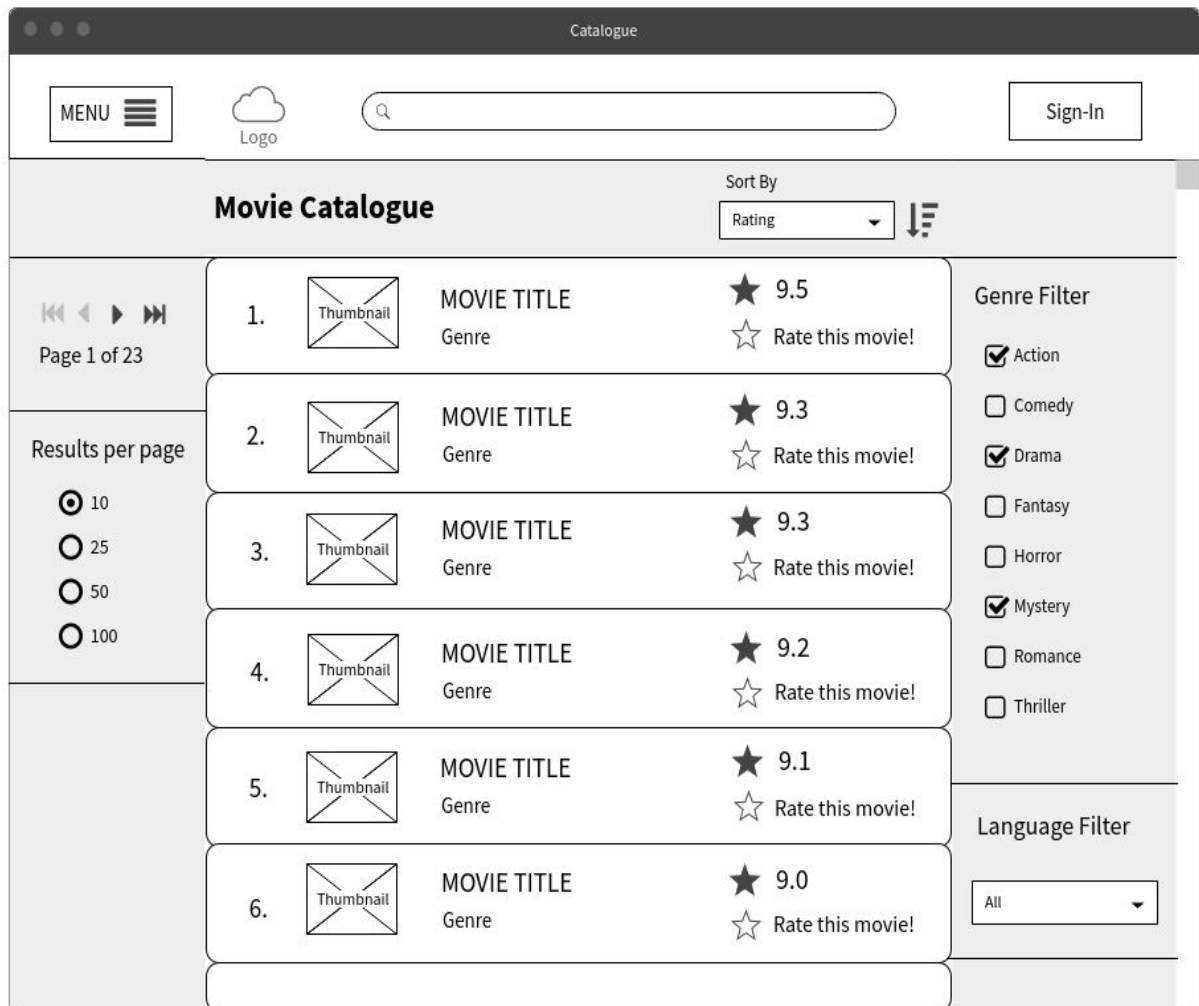 Catalogue
MENU
Logo
Sign-In
Movie Catalogue
Sort By
Rating
Page 1 of 23
Results per page
10
25
50
100
1.
Thumbnail
MOVIE TITLE
Genre
9.5
Rate this movie!
2.
Thumbnail
MOVIE TITLE
Genre
9.3
Rate this movie!
3.
Thumbnail
MOVIE TITLE
Genre
9.3
Rate this movie!
4.
Thumbnail
MOVIE TITLE
Genre
9.2
Rate this movie!
5.
Thumbnail
MOVIE TITLE
Genre
9.1
Rate this movie!
6.
Thumbnail
MOVIE TITLE
Genre
9.0
Rate this movie!
Genre Filter
Action
Comedy
Drama
Fantasy
Horror
Mystery
Romance
Thriller
Language Filter
All